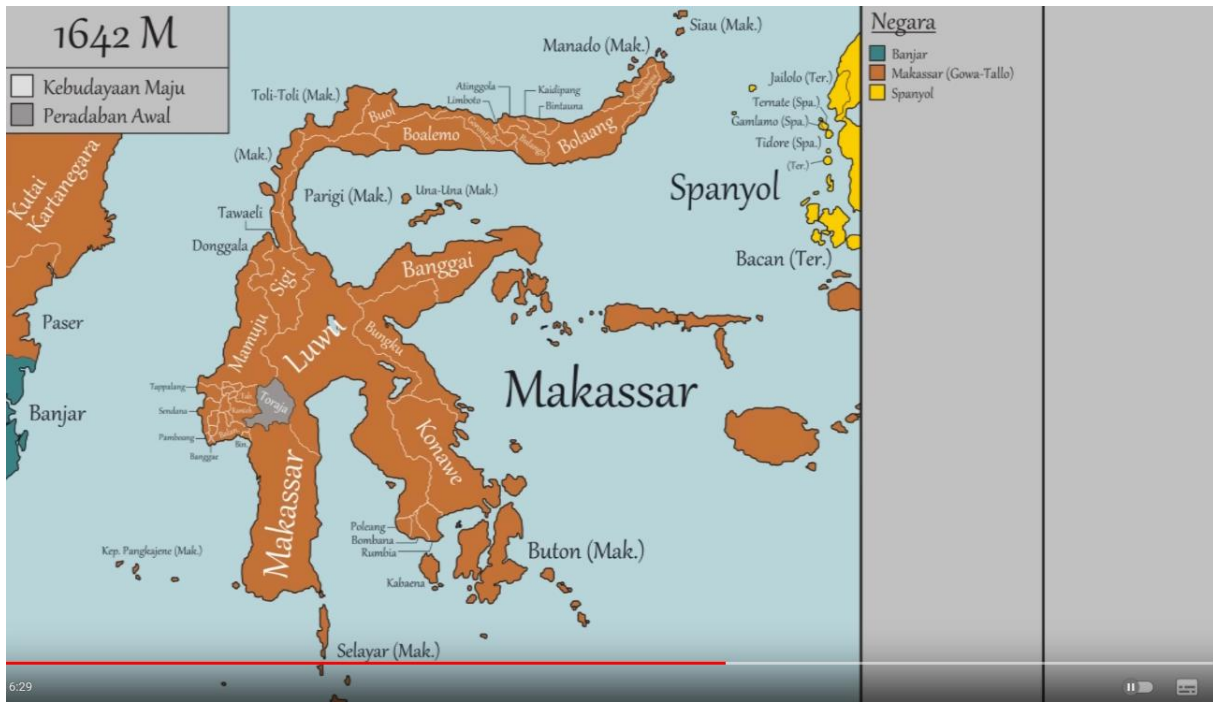 1642 M
Kebudayaan Maju
Peradaban Awal
Negara
Banjar
Makassar (Gowa-Tallo)
Spanyol
Siau (Mak.)
Manado (Mak.)
Jailolo (Ter.)
Atinggola
Kaidipang
Toli-Toli (Mak.)
Limboto
Bintauna
Ternate (Spa.)
Buol
Gamlamo (Spa.)
Boalemo
Bolaang
Tidore (Spa.)
(Mak.)
(Ter.)
Kutai
Kartanegara
Parigi (Mak.)
Una-Una (Mak.)
Spanyol
Tawaeli
Donggala
Bacan (Ter.)
Banggai
Sigi
Paser
Mamuju
Luwu
Bungku
Makassar
Tappalang
Toraja
Sendana
Banjar
Pamboang
Bin.
Banggae
Konawe
Makassar
Poleang
Bombana
Rumbia
Kep. Pangkajene (Mak.)
Buton (Mak.)
Kabaena
Selayar (Mak.)
6:29